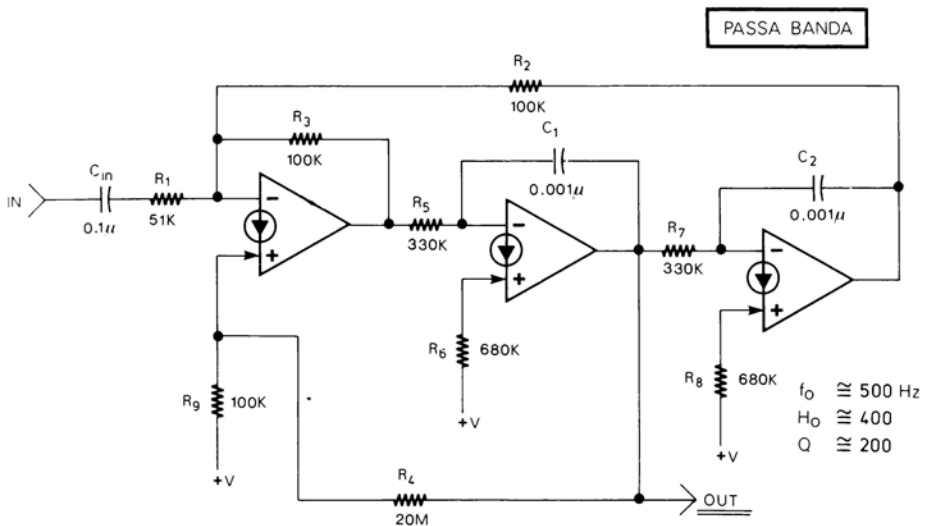 PASSA BANDA
R2
100K
R3
100K
C1
0.001μ
C2
0.001μ
Cin
R1
IN
0.1μ
51K
R5
330K
R7
330K
−
+
−
+
−
+
R6
680K
R8
680K
R9
100K
+V
+V
+V
fo ≅ 500 Hz
Ho ≅ 400
Q ≅ 200
R4
20M
OUT